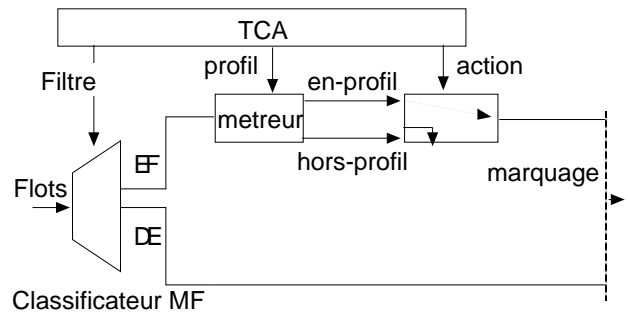 TCA
Filtre
profil
en-profil
action
metreur
hors-profil
EF
marquage
Flots
DE
Classificateur MF